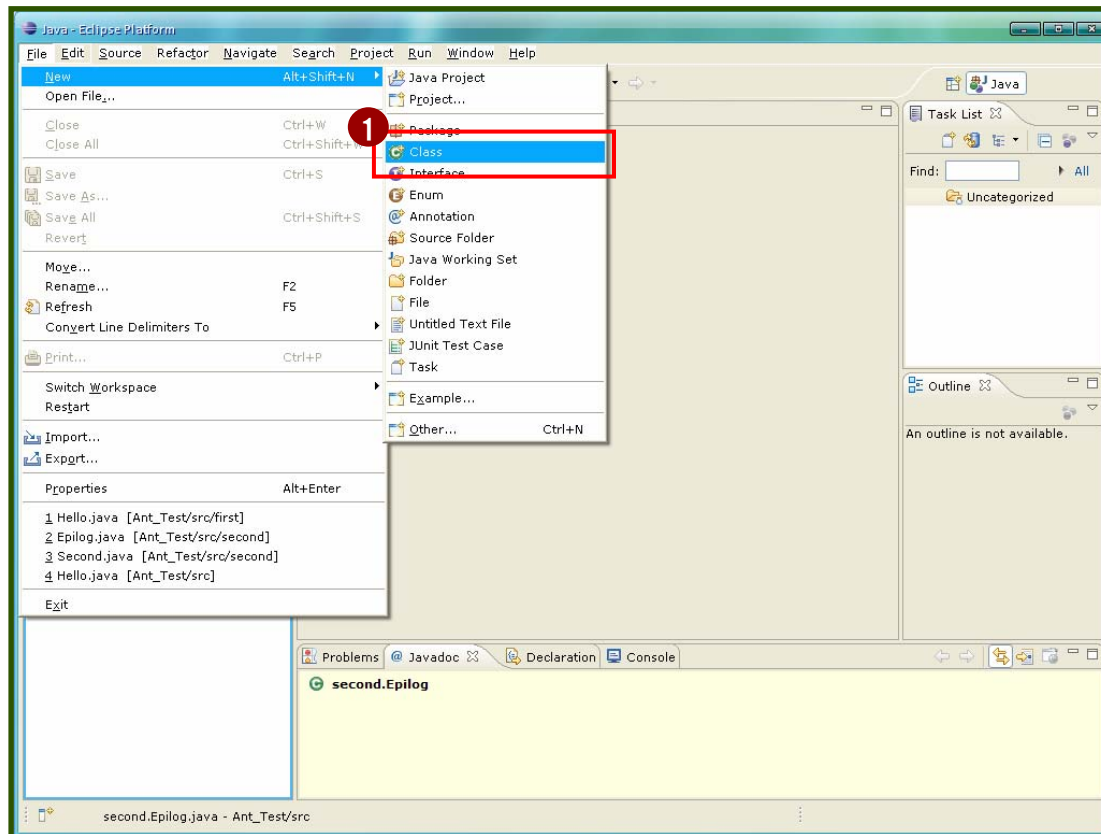 Java - Eclipse Platform
File Edit Source Refactor Navigate Search Project Run Window Help
New Alt+Shift+N
Open File...
Close Ctrl+W
Close All Ctrl+Shift+W
Save Ctrl+S
Save As...
Save All Ctrl+Shift+S
Revert
Move...
Rename... F2
Refresh F5
Convert Line Delimiters To
Print... Ctrl+P
Switch Workspace
Restart
Import...
Export...
Properties Alt+Enter
1 Hello.java [Ant_Test/src/first]
2 Epilog.java [Ant_Test/src/second]
3 Second.java [Ant_Test/src/second]
4 Hello.java [Ant_Test/src]
Exit
Java Project
Project...
1
Package
Class
Interface
Enum
Annotation
Source Folder
Java Working Set
Folder
File
Untitled Text File
JUnit Test Case
Task
Example...
Other... Ctrl+N
Java
Task List
Find: All
Uncategorized
Outline
An outline is not available.
Problems @ Javadoc Declaration Console
second.Epilog
second.Epilog.java - Ant_Test/src